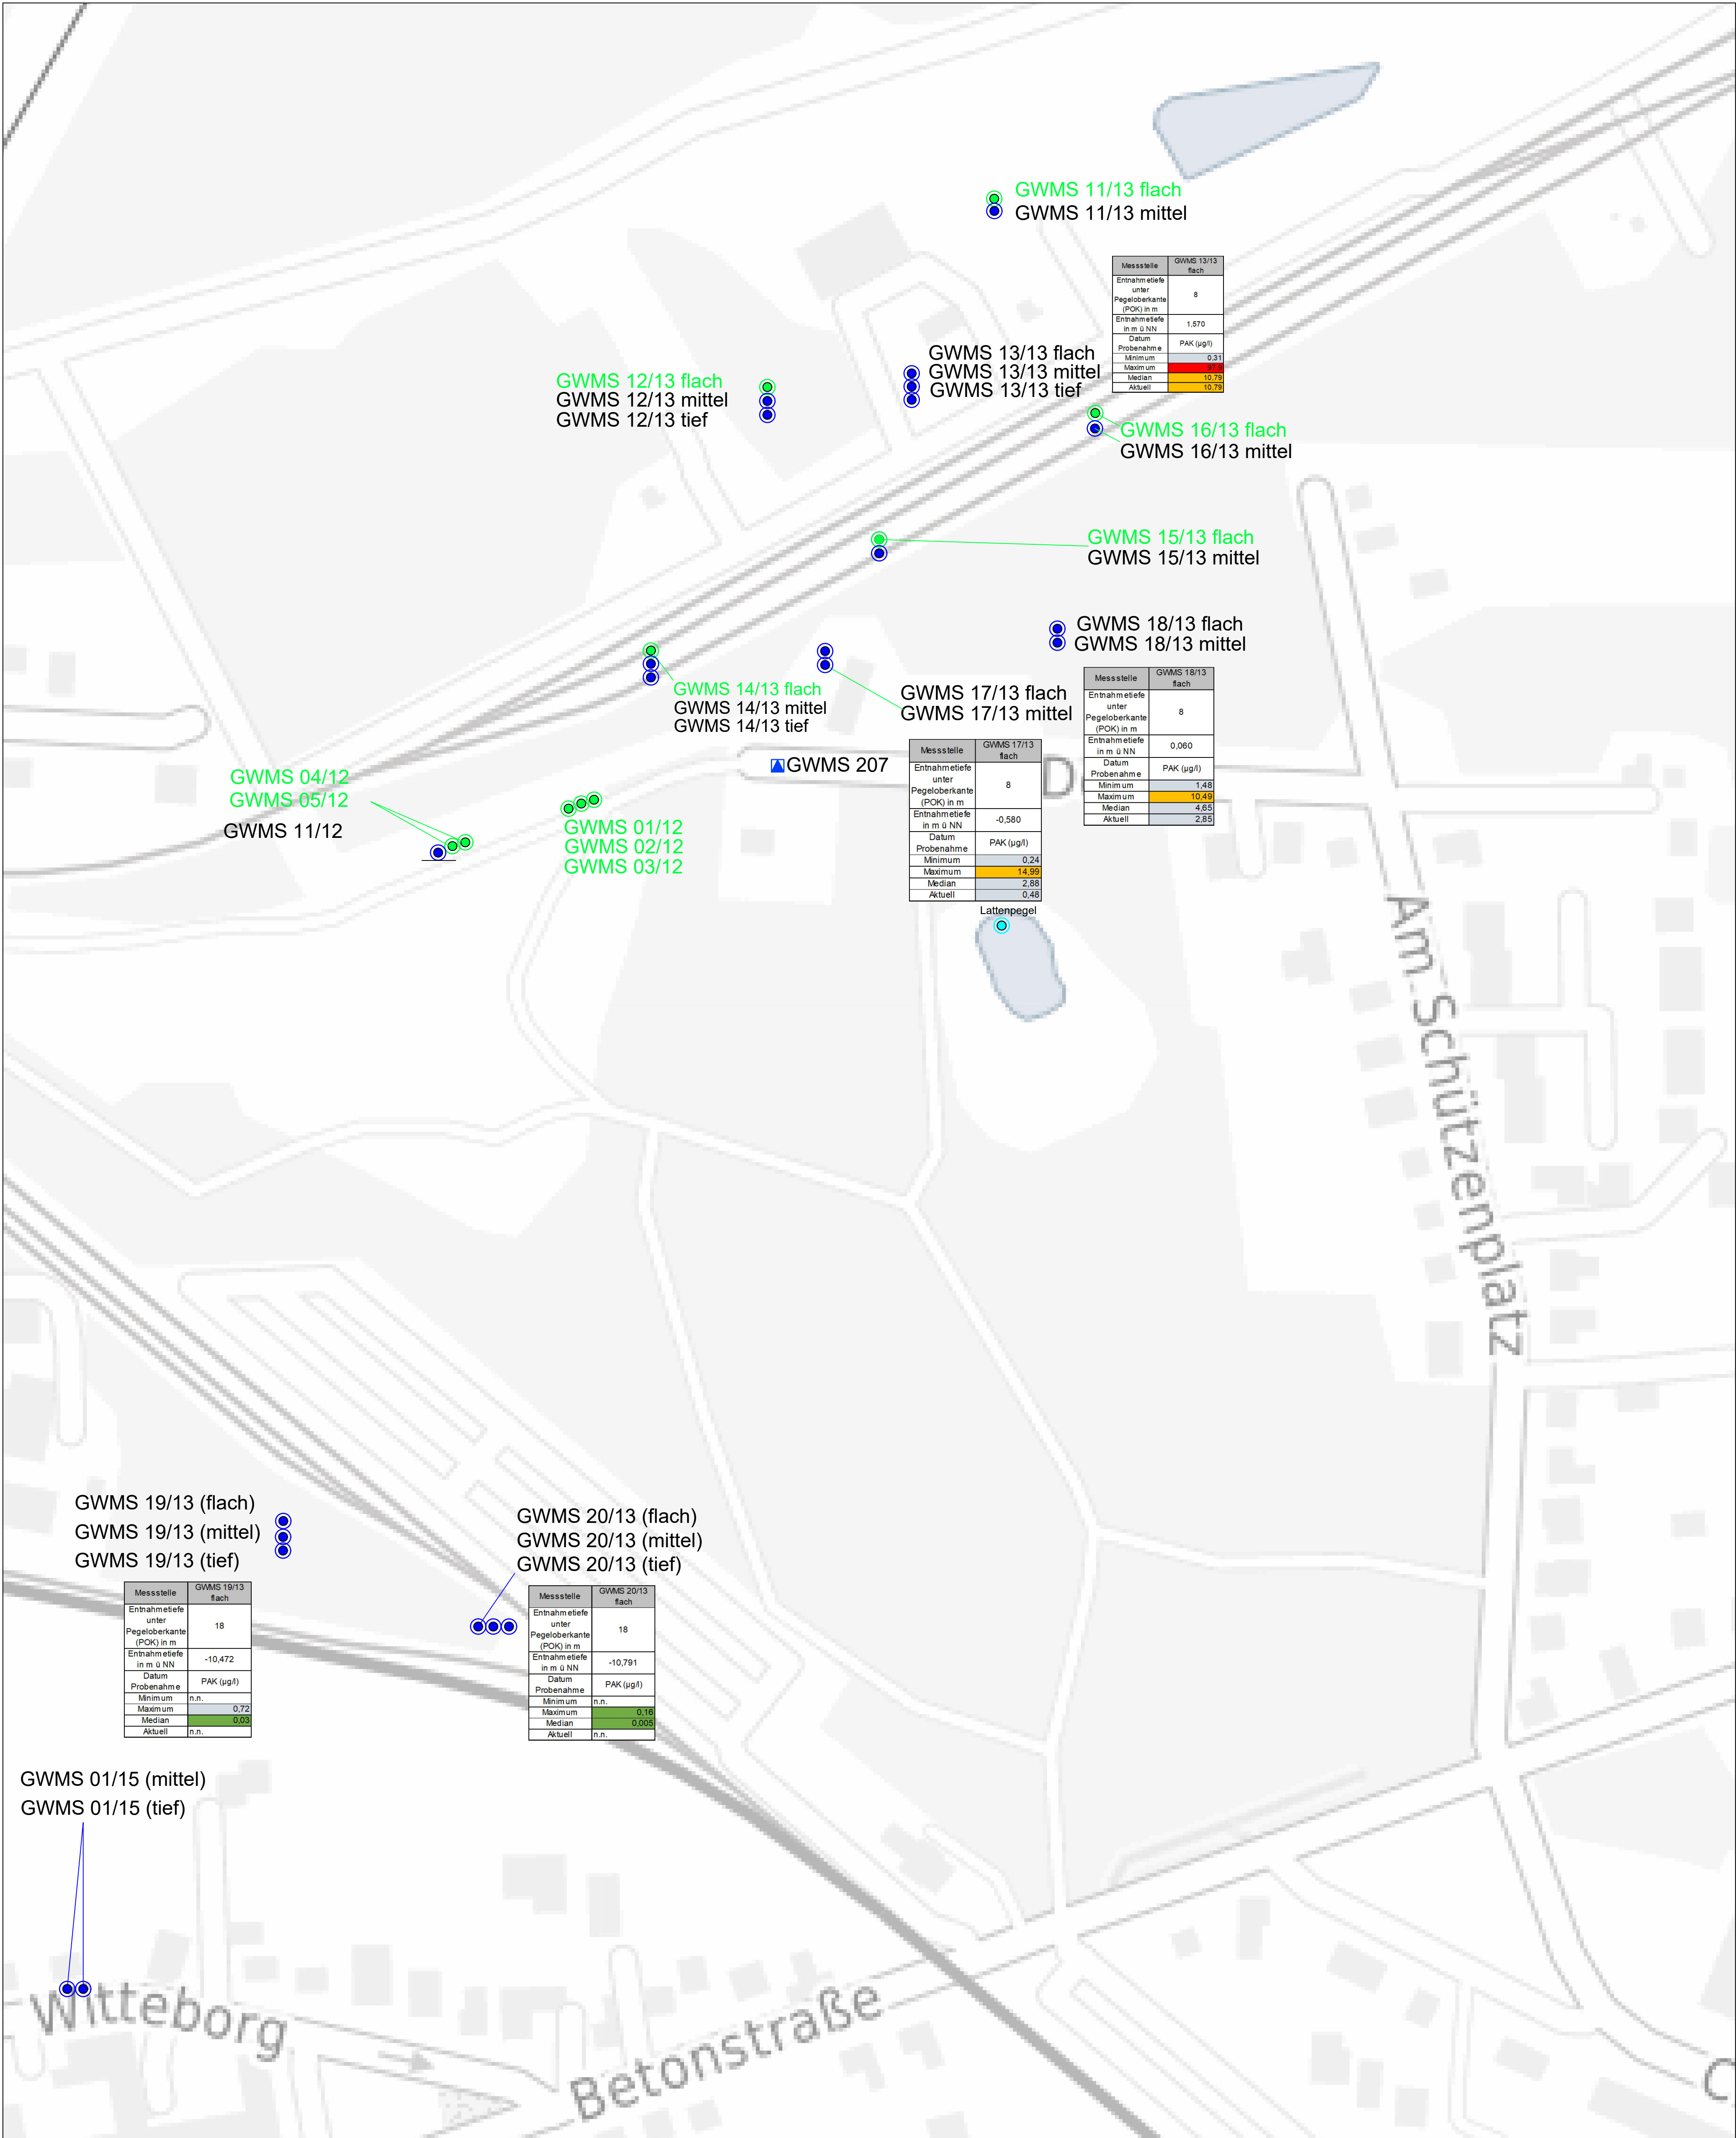 GWMS 11/13 flach
GWMS 11/13 mittel
Messstelle GWMS 13/13 flach
Entnahmetiefe unter Pegeloberkante (POK) in m 8
Entnahmetiefe in m ü NN 1,570
Datum Probenahme PAK (µg/l)
Minimum 0,31
Maximum 97,9
Median 10,79
Aktuell 10,79
GWMS 13/13 flach
GWMS 13/13 mittel
GWMS 13/13 tief
GWMS 12/13 flach
GWMS 12/13 mittel
GWMS 12/13 tief
GWMS 16/13 flach
GWMS 16/13 mittel
GWMS 15/13 flach
GWMS 15/13 mittel
GWMS 18/13 flach
GWMS 18/13 mittel
Messstelle GWMS 18/13 flach
Entnahmetiefe unter Pegeloberkante (POK) in m 8
Entnahmetiefe in m ü NN 0,060
Datum Probenahme PAK (µg/l)
Minimum 1,48
Maximum 10,49
Median 4,65
Aktuell 2,85
GWMS 14/13 flach
GWMS 14/13 mittel
GWMS 14/13 tief
GWMS 17/13 flach
GWMS 17/13 mittel
Messstelle GWMS 17/13 flach
Entnahmetiefe unter Pegeloberkante (POK) in m 8
Entnahmetiefe in m ü NN -0,580
Datum Probenahme PAK (µg/l)
Minimum 0,24
Maximum 14,99
Median 2,88
Aktuell 0,48
GWMS 207
D
GWMS 04/12
GWMS 05/12
GWMS 11/12
GWMS 01/12
GWMS 02/12
GWMS 03/12
Lattenpegel
Am Schützenplatz
GWMS 19/13 (flach)
GWMS 19/13 (mittel)
GWMS 19/13 (tief)
Messstelle GWMS 19/13 flach
Entnahmetiefe unter Pegeloberkante (POK) in m 18
Entnahmetiefe in m ü NN -10,472
Datum Probenahme PAK (µg/l)
Minimum n.n.
Maximum 0,72
Median 0,03
Aktuell n.n.
GWMS 20/13 (flach)
GWMS 20/13 (mittel)
GWMS 20/13 (tief)
Messstelle GWMS 20/13 flach
Entnahmetiefe unter Pegeloberkante (POK) in m 18
Entnahmetiefe in m ü NN -10,791
Datum Probenahme PAK (µg/l)
Minimum n.n.
Maximum 0,16
Median 0,005
Aktuell n.n.
GWMS 01/15 (mittel)
GWMS 01/15 (tief)
Witteborg
Betonstraße